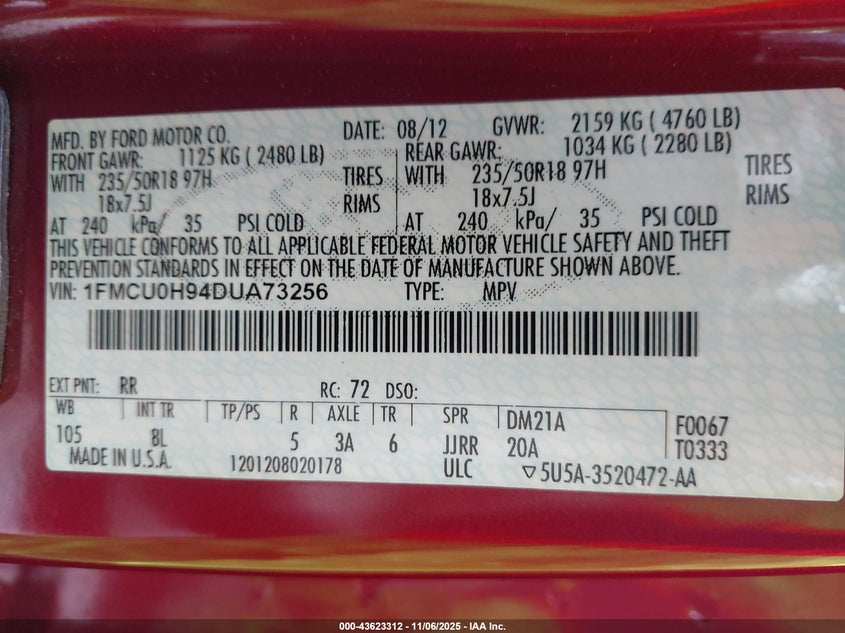 MFD. BY FORD MOTOR CO. DATE: 08/12 GVWR: 2159 KG ( 4760 LB)
FRONT GAWR: 1125 KG ( 2480 LB) REAR GAWR: 1034 KG ( 2280 LB)
WITH 235/50R18 97H TIRES WITH 235/50R18 97H TIRES
18x7.5J RIMS 18x7.5J RIMS
AT 240 kPa/ 35 PSI COLD AT 240 kPa/ 35 PSI COLD
THIS VEHICLE CONFORMS TO ALL APPLICABLE FEDERAL MOTOR VEHICLE SAFETY AND THEFT
PREVENTION STANDARDS IN EFFECT ON THE DATE OF MANUFACTURE SHOWN ABOVE.
VIN: 1FMCU0H94DUA73256 TYPE: MPV
EXT PNT: RR RC: 72 DSO:
WB INT TR TP/PS R AXLE TR SPR DM21A F0067
105 8L 5 3A 6 JJRR 20A T0333
MADE IN U.S.A. 1201208020178 ULC ▽5U5A-3520472-AA
000-43623312 - 11/06/2025 - IAA Inc.